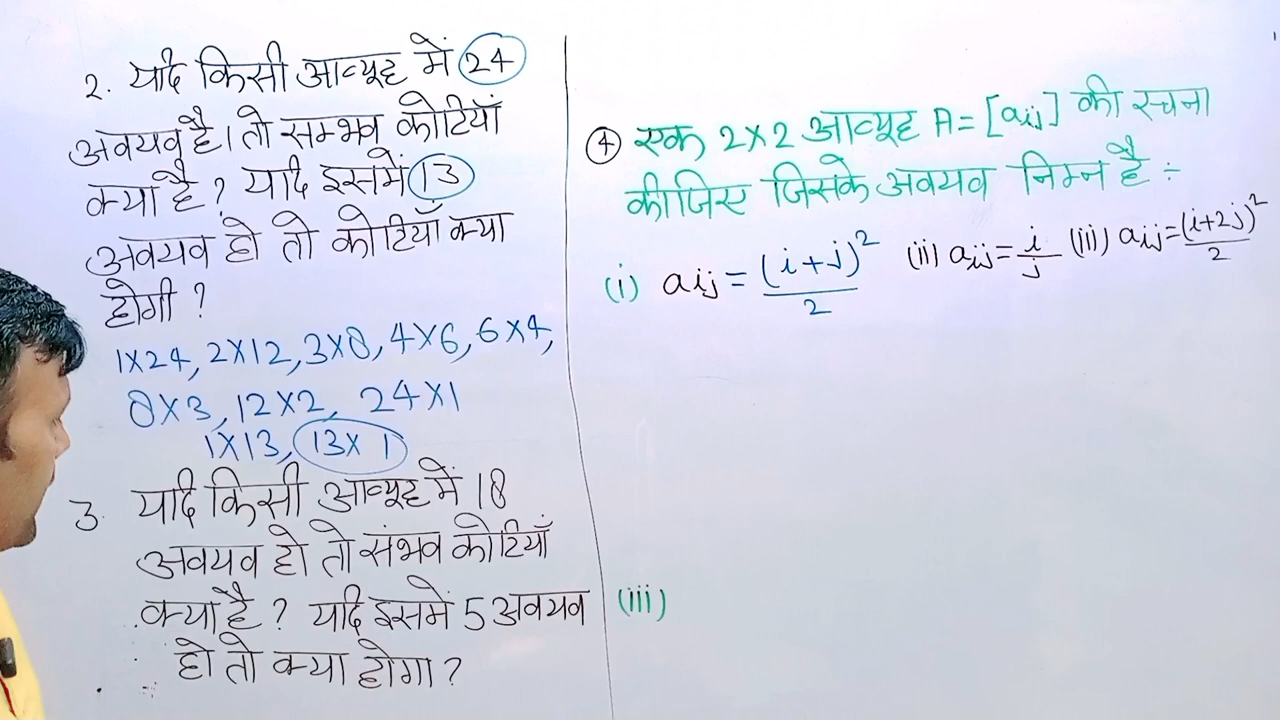 2. यदि किसी आव्यूह में 24
अवयव है। तो सम्भव कोटियाँ
क्या है ? यदि इसमें 13
अवयव हो तो कोटियाँ क्या
होगी ?
1×24, 2×12, 3×8, 4×6, 6×4,
8×3, 12×2, 24×1
1×13, 13×1
3. यदि किसी आव्यूह में 18
अवयव हो तो संभव कोटियाँ
क्या है ? यदि इसमें 5 अवयव
हो तो क्या होगा ?
④ एक 2×2 आव्यूह A = [aij] की रचना
कीजिए जिसके अवयव निम्न है :-
(i) aij = (i+j)²/2 (ii) aij = i/j (iii) aij = (i+2j)²/2
(iii)